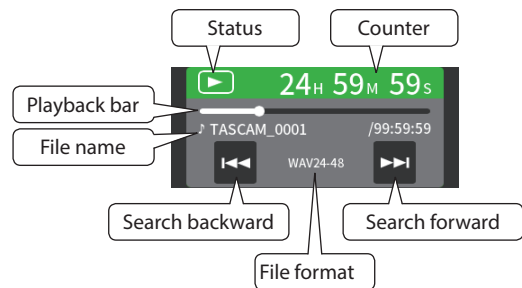 Status
Counter
24H 59M 59S
Playback bar
♪ TASCAM_0001 /99:59:59
File name
WAV24-48
Search backward
Search forward
File format